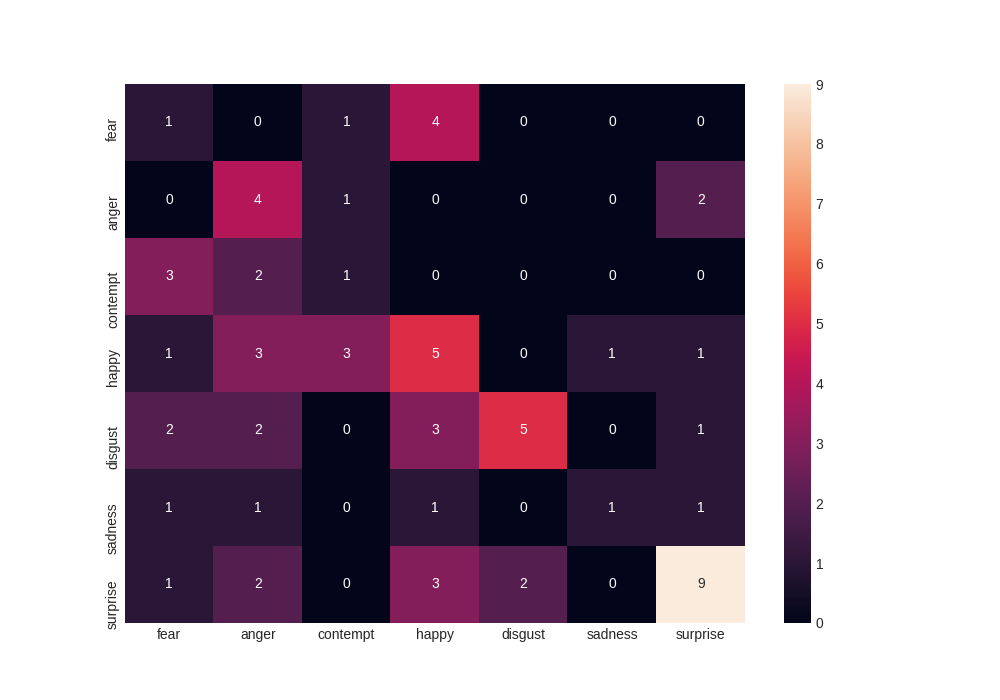 fear 1 0 1 4 0 0 0
anger 0 4 1 0 0 0 2
contempt 3 2 1 0 0 0 0
happy 1 3 3 5 0 1 1
disgust 2 2 0 3 5 0 1
sadness 1 1 0 1 0 1 1
surprise 1 2 0 3 2 0 9
fear anger contempt happy disgust sadness surprise
9
8
7
6
5
4
3
2
1
0